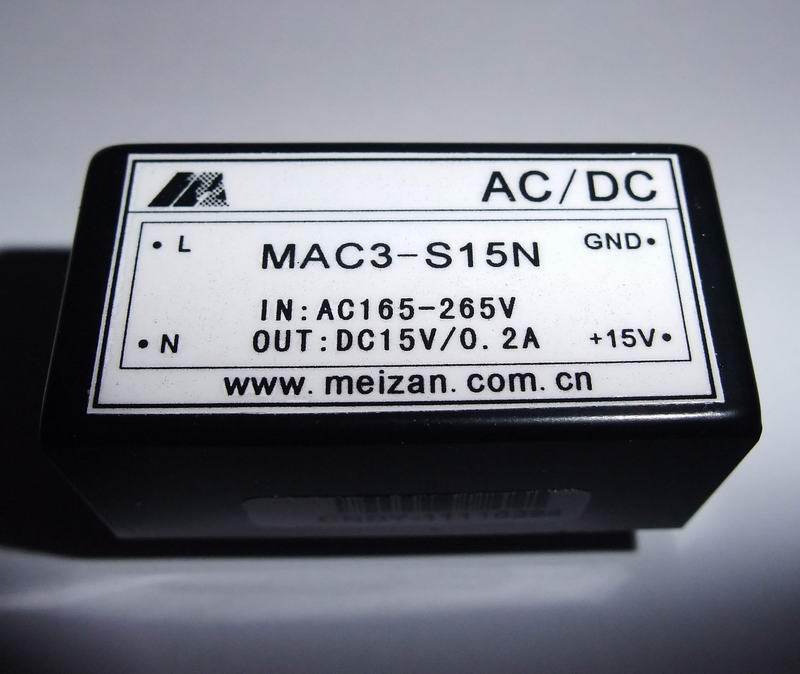 AC/DC
• L MAC3-S15N GND•
IN:AC165-265V
OUT:DC15V/0.2A
• N +15V•
www.meizan.com.cn